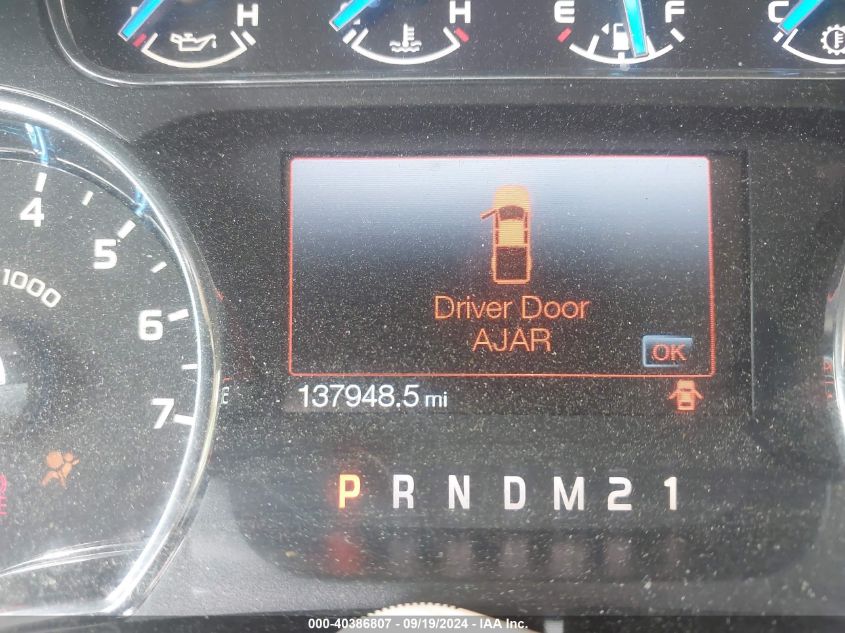 H H E F C
4
5
1000
6
7
Driver Door
AJAR
OK
137948.5 mi
P R N D M 2 1
000-40386807 - 09/19/2024 - IAA Inc.